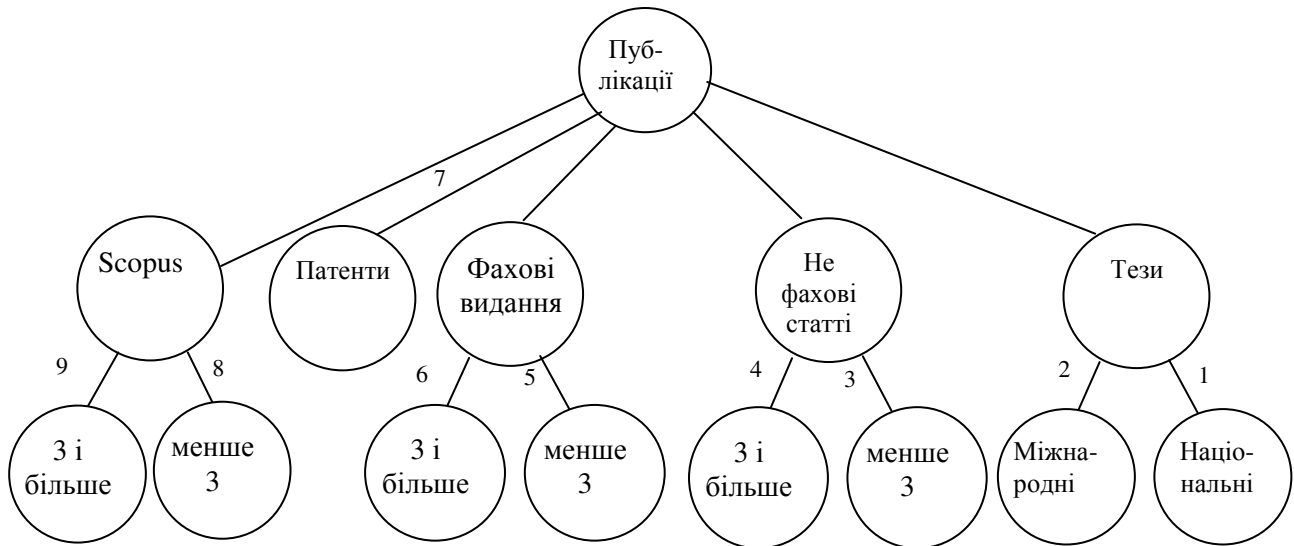 Пуб-
лікації
7
Scopus
Патенти
Фахові
видання
Не
фахові
статті
Тези
9
8
6
5
4
3
2
1
3 і
більше
менше
3
3 і
більше
менше
3
3 і
більше
менше
3
Міжна-
родні
Націо-
нальні